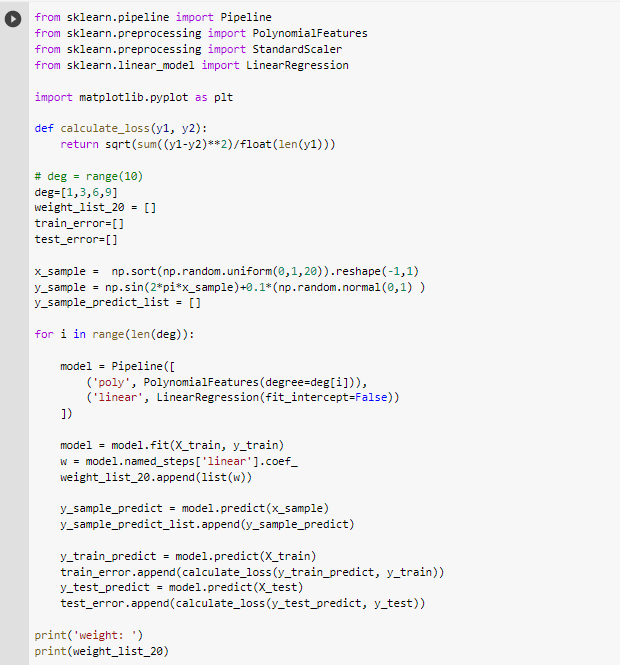 from sklearn.pipeline import Pipeline
from sklearn.preprocessing import PolynomialFeatures
from sklearn.preprocessing import StandardScaler
from sklearn.linear_model import LinearRegression

import matplotlib.pyplot as plt

def calculate_loss(y1, y2):
    return sqrt(sum((y1-y2)**2)/float(len(y1)))

# deg = range(10)
deg=[1,3,6,9]
weight_list_20 = []
train_error=[]
test_error=[]

x_sample =  np.sort(np.random.uniform(0,1,20)).reshape(-1,1)
y_sample = np.sin(2*pi*x_sample)+0.1*(np.random.normal(0,1) )
y_sample_predict_list = []

for i in range(len(deg)):

    model = Pipeline([
        ('poly', PolynomialFeatures(degree=deg[i])),
        ('linear', LinearRegression(fit_intercept=False))
    ])

    model = model.fit(X_train, y_train)
    w = model.named_steps['linear'].coef_
    weight_list_20.append(list(w))

    y_sample_predict = model.predict(x_sample)
    y_sample_predict_list.append(y_sample_predict)

    y_train_predict = model.predict(X_train)
    train_error.append(calculate_loss(y_train_predict, y_train))
    y_test_predict = model.predict(X_test)
    test_error.append(calculate_loss(y_test_predict, y_test))

print('weight: ')
print(weight_list_20)